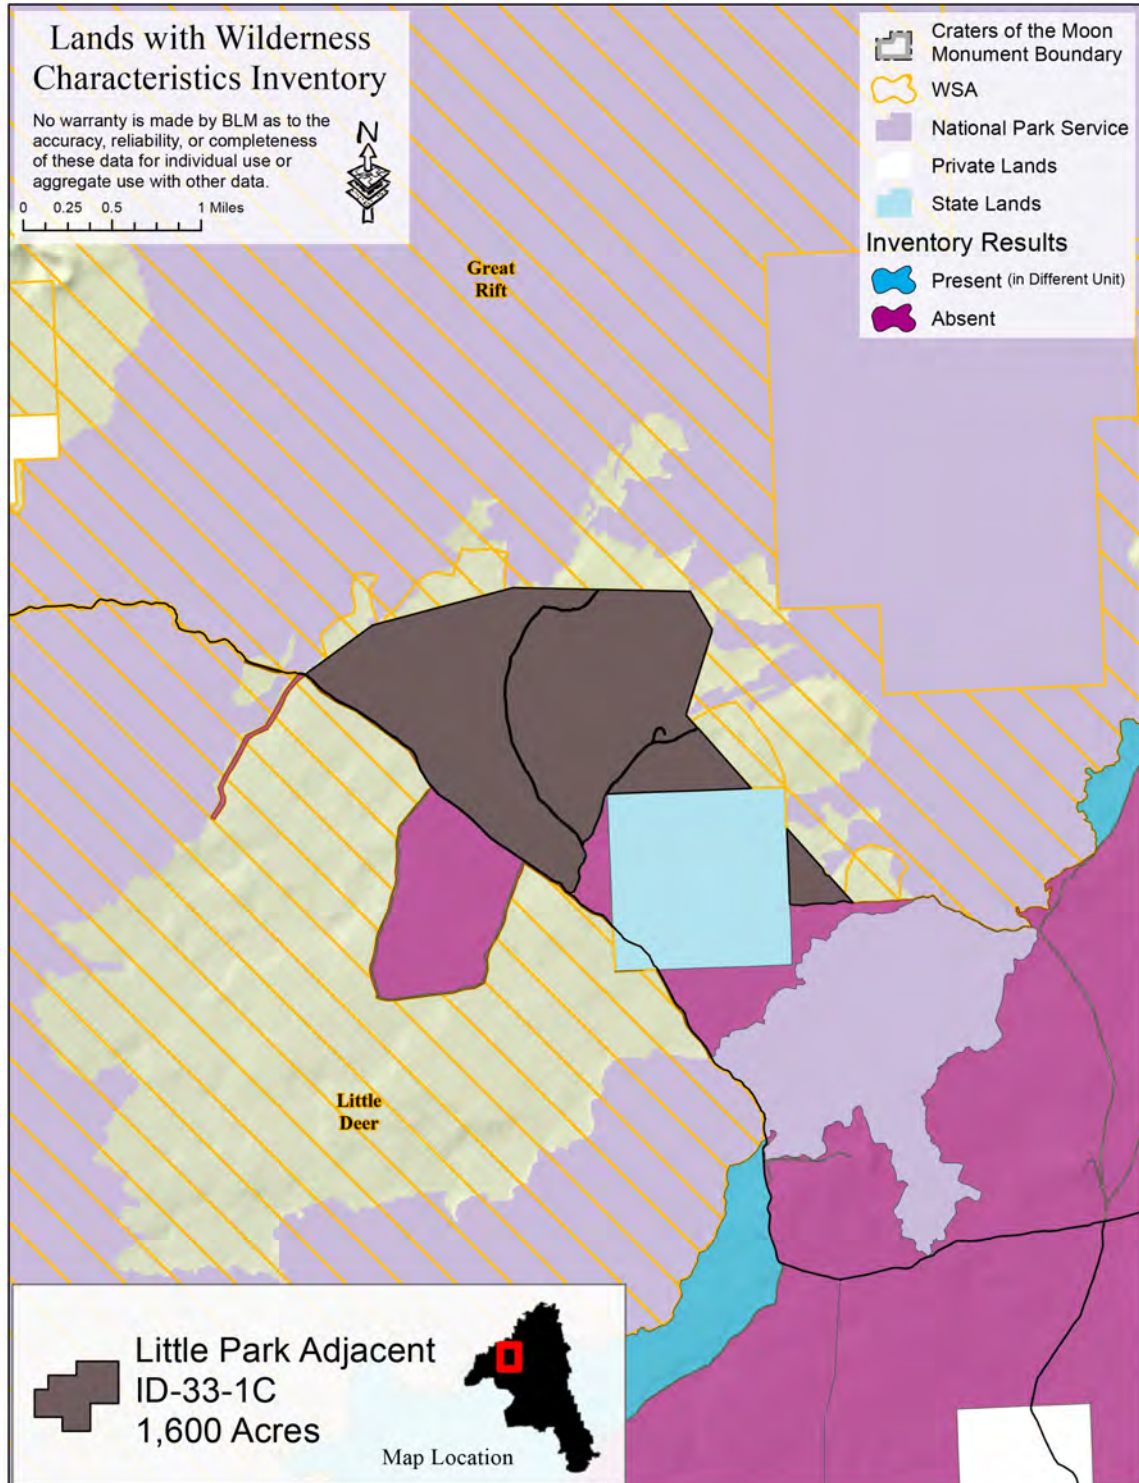 Lands with Wilderness
Characteristics Inventory
No warranty is made by BLM as to the
accuracy, reliability, or completeness
of these data for individual use or
aggregate use with other data.
N
0 0.25 0.5 1 Miles
Craters of the Moon
Monument Boundary
WSA
National Park Service
Private Lands
State Lands
Inventory Results
Present (in Different Unit)
Absent
Great
Rift
Little
Deer
Little Park Adjacent
ID-33-1C
1,600 Acres
Map Location